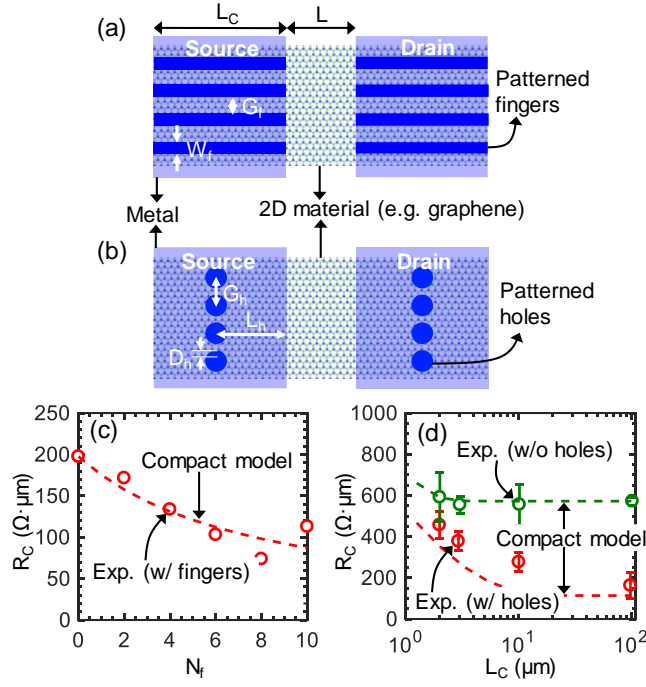 L_C L
(a) Source Drain
Patterned
fingers
G_f
W_f
Metal
2D material (e.g. graphene)
(b) Source Drain
G_h
L_h
D_h
Patterned
holes
(c)
250
200
150
100
50
0
R_C (Ω·μm)
Compact model
Exp. (w/ fingers)
0 2 4 6 8 10
N_f
(d)
1000
800
600
400
200
0
R_C (Ω·μm)
Exp. (w/o holes)
Compact model
Exp. (w/ holes)
10^0 10^1 10^2
L_C (μm)